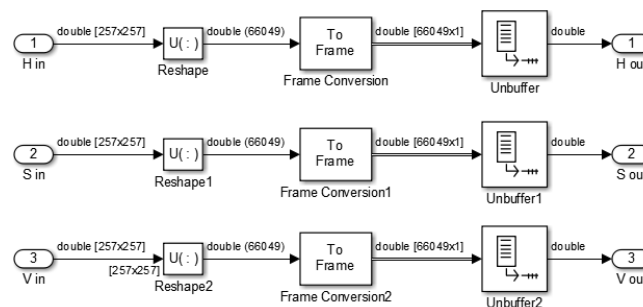 double [257x257] double (66049) To Frame double [66049x1] double
1 U( : ) 1
H in Reshape Frame Conversion Unbuffer H out
double [257x257] double (66049) To Frame double [66049x1] double
2 U( : ) 2
S in Reshape1 Frame Conversion1 Unbuffer1 S out
double [257x257] double (66049) To Frame double [66049x1] double
3 U( : ) 3
V in [257x257] Reshape2 Frame Conversion2 Unbuffer2 V out